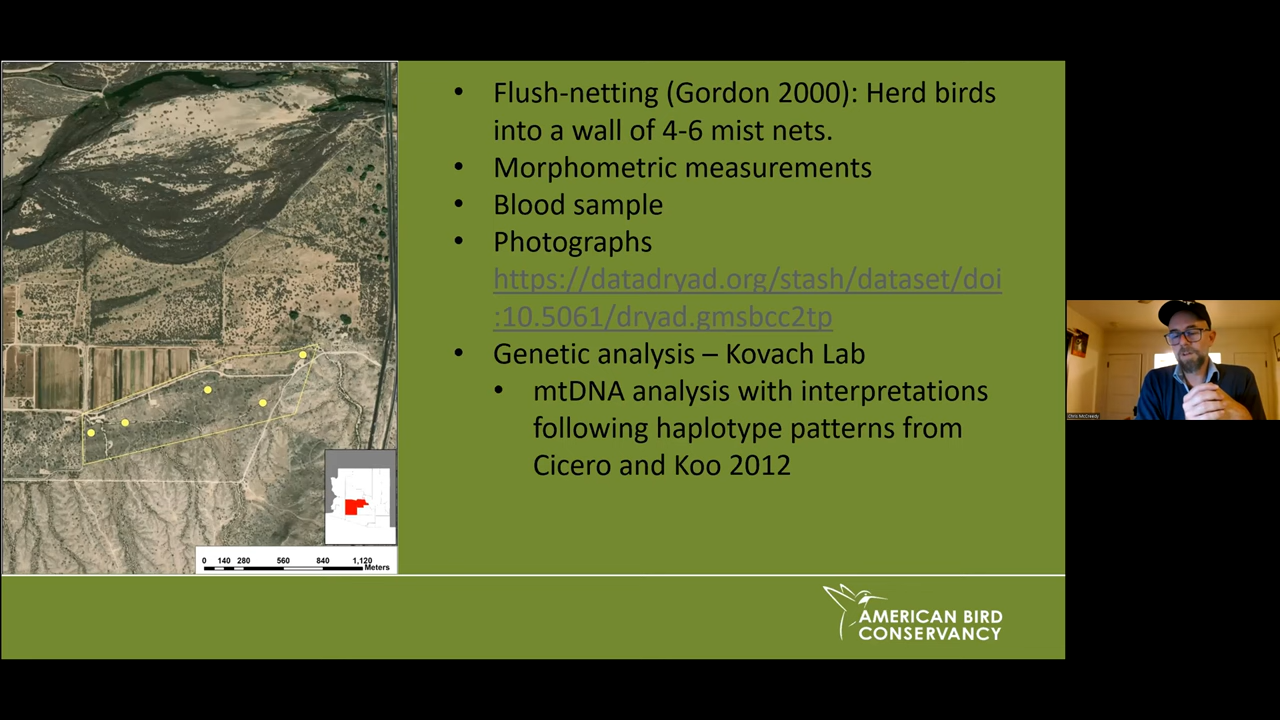 • Flush-netting (Gordon 2000): Herd birds
into a wall of 4-6 mist nets.
• Morphometric measurements
• Blood sample
• Photographs
https://datadryad.org/stash/dataset/doi
:10.5061/dryad.gmsbcc2tp
• Genetic analysis – Kovach Lab
• mtDNA analysis with interpretations
following haplotype patterns from
Cicero and Koo 2012
0 140 280 560 840 1,120
Meters
AMERICAN BIRD
CONSERVANCY
Chris McCreedy